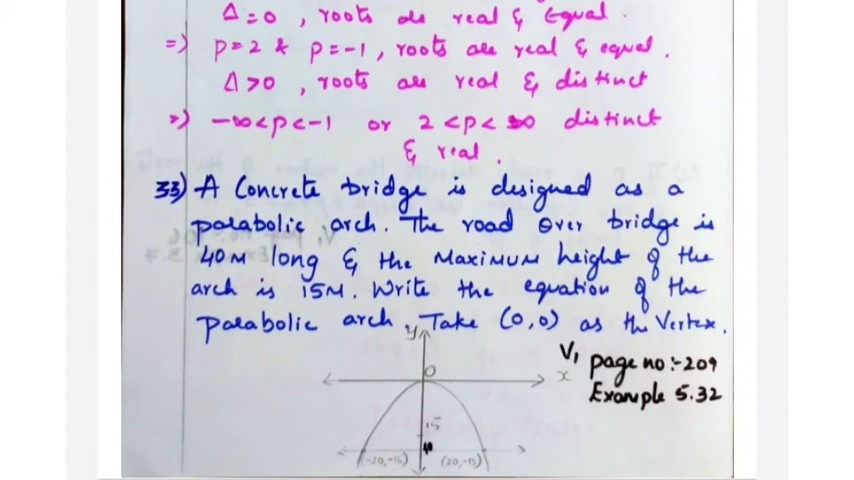 Δ=0, roots are real & Equal.
=> p=2 & p=-1, roots are real & equal.
Δ>0, roots are real & distinct
=> -∞<p<-1 or 2<p<∞ distinct
& real.
33) A Concrete bridge is designed as a
parabolic arch. The road over bridge is
40M long & the Maximum height of the
arch is 15M. Write the equation of the
parabolic arch. Take (0,0) as the Vertex.
y
V, page no:-209
O
x
Example 5.32
15
(-20,-15) (20,-15)